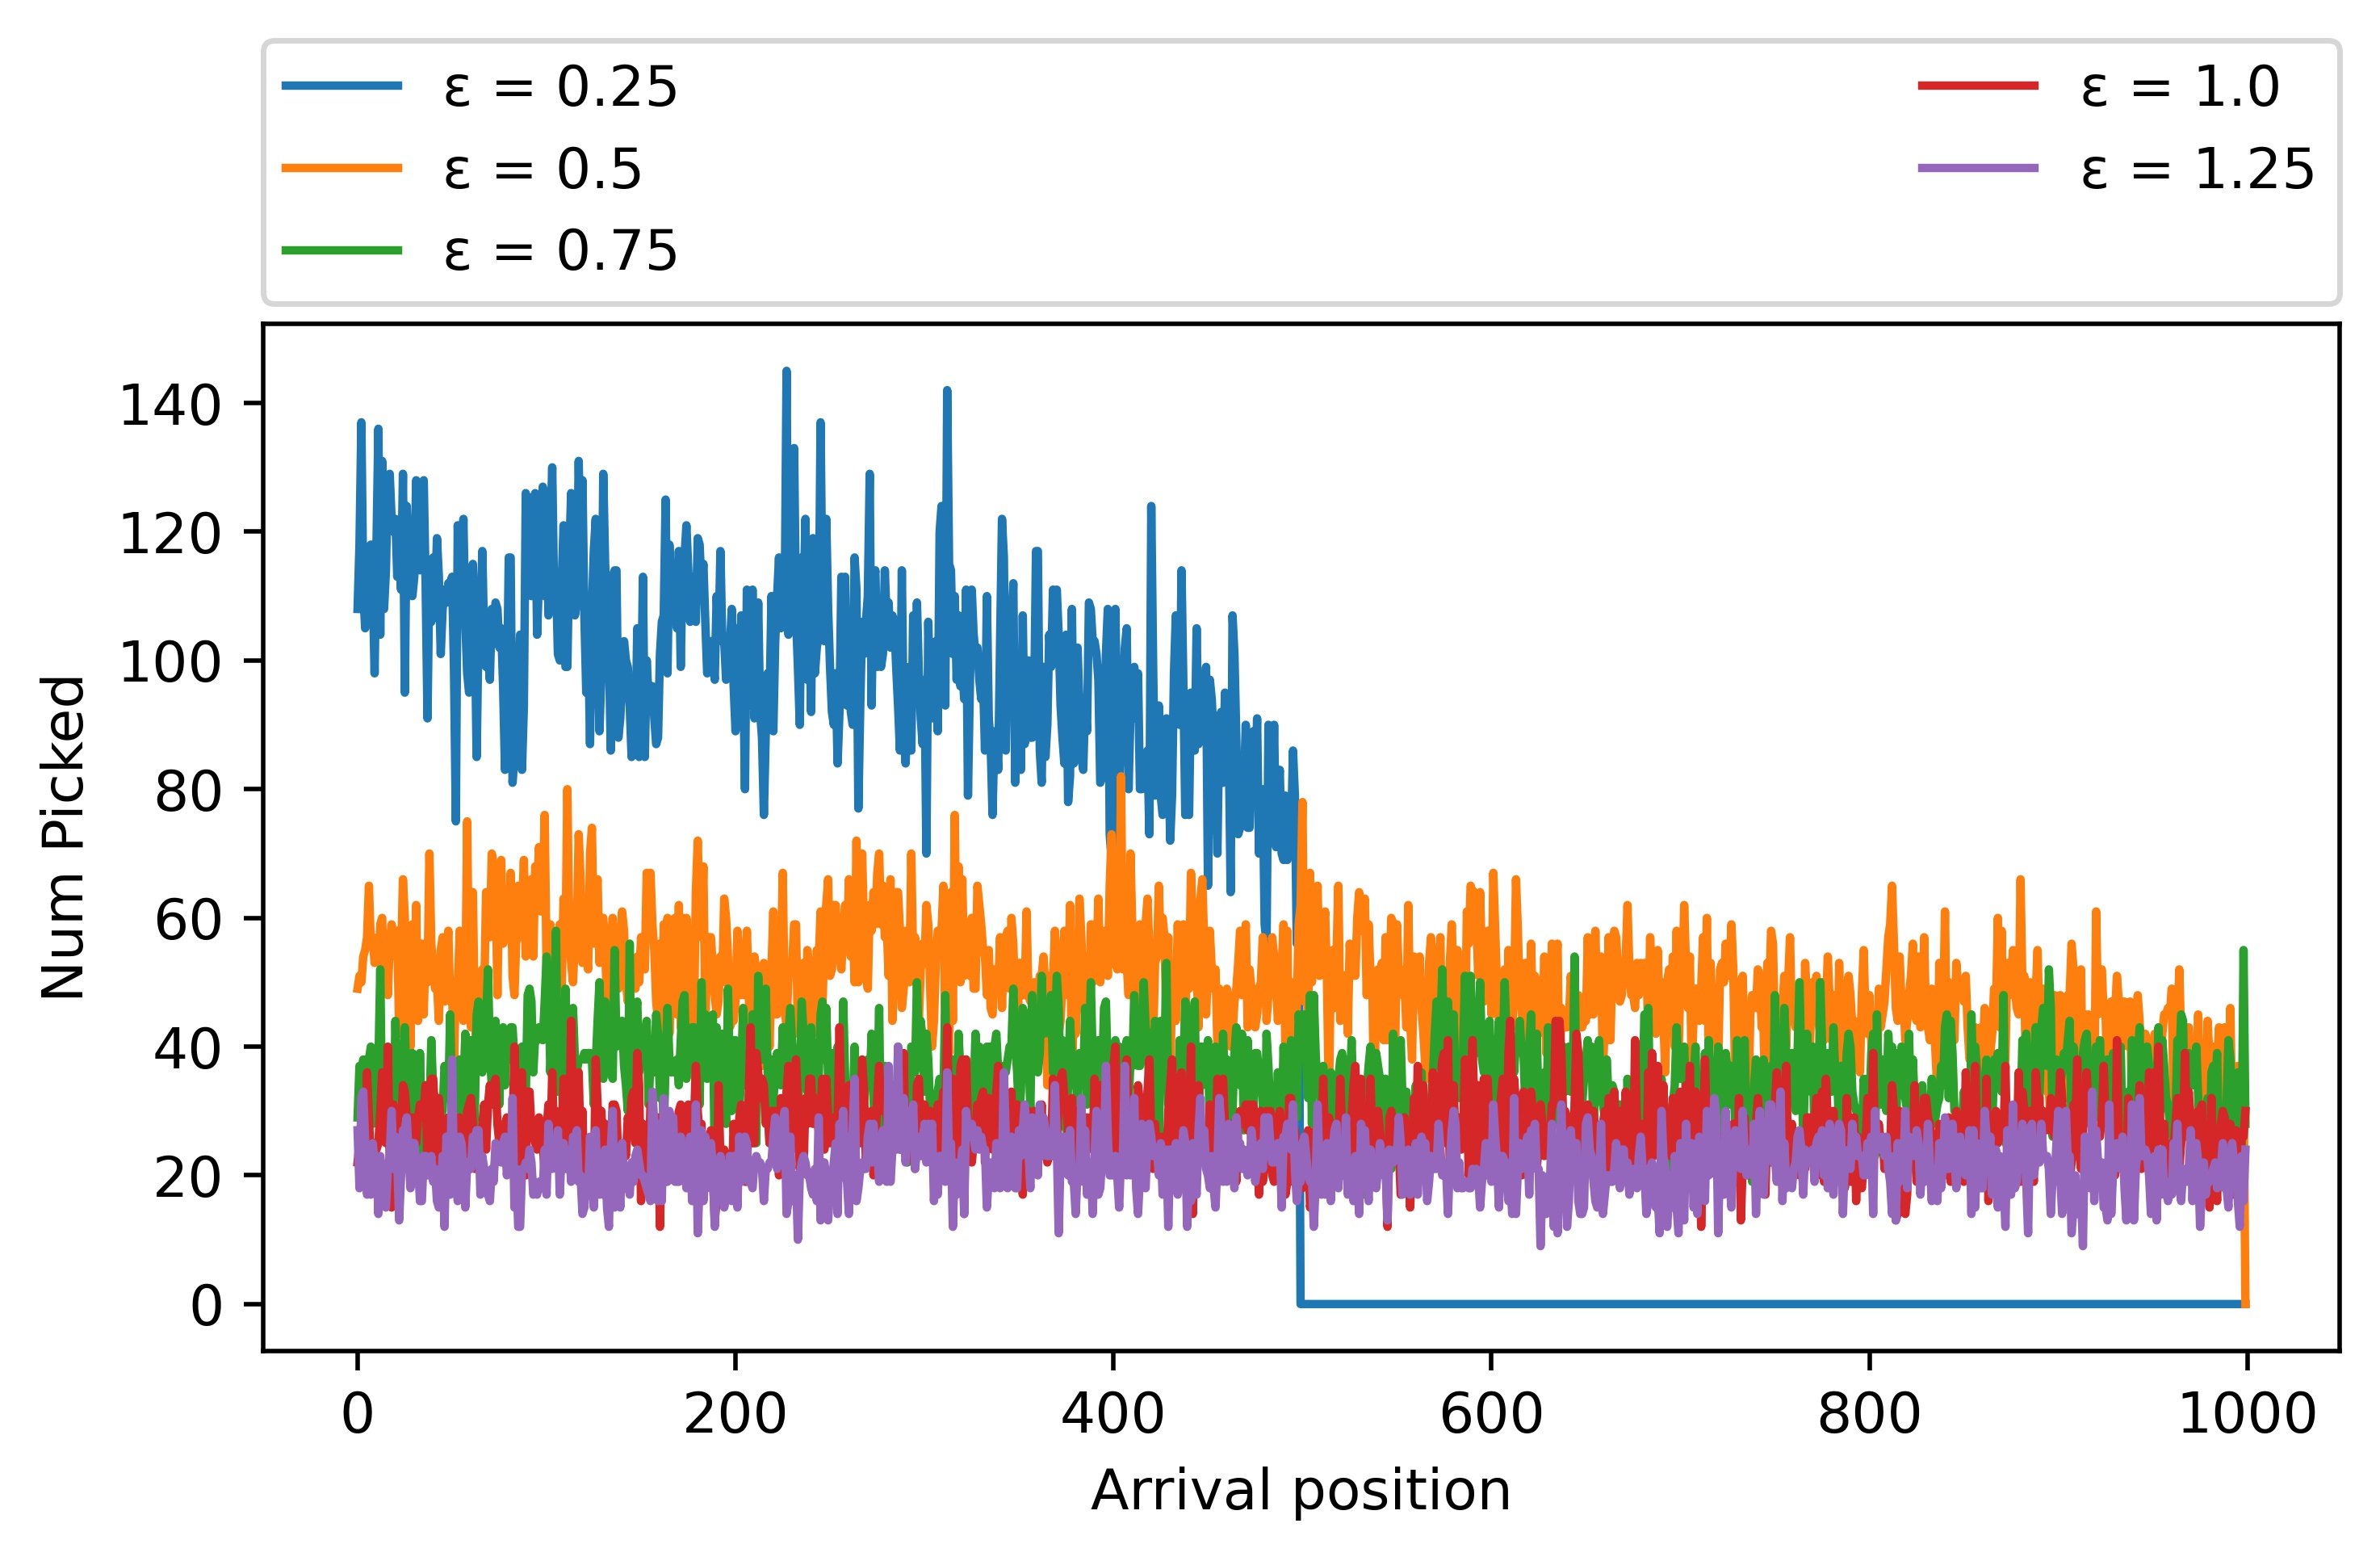 ε = 0.25
ε = 0.5
ε = 0.75
ε = 1.0
ε = 1.25
140
120
100
80
60
40
20
0
Num Picked
0 200 400 600 800 1000
Arrival position